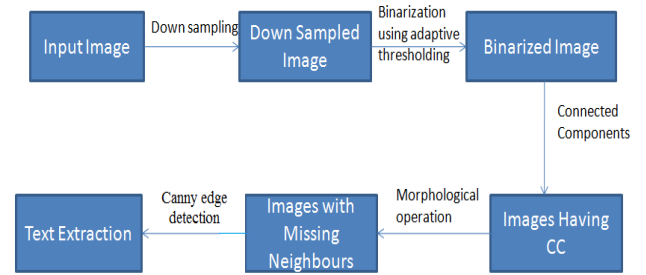 Input Image
Down sampling
Down Sampled
Image
Binarization
using adaptive
thresholding
Binarized Image
Connected
Components
Images Having
CC
Morphological
operation
Images with
Missing
Neighbours
Canny edge
detection
Text Extraction